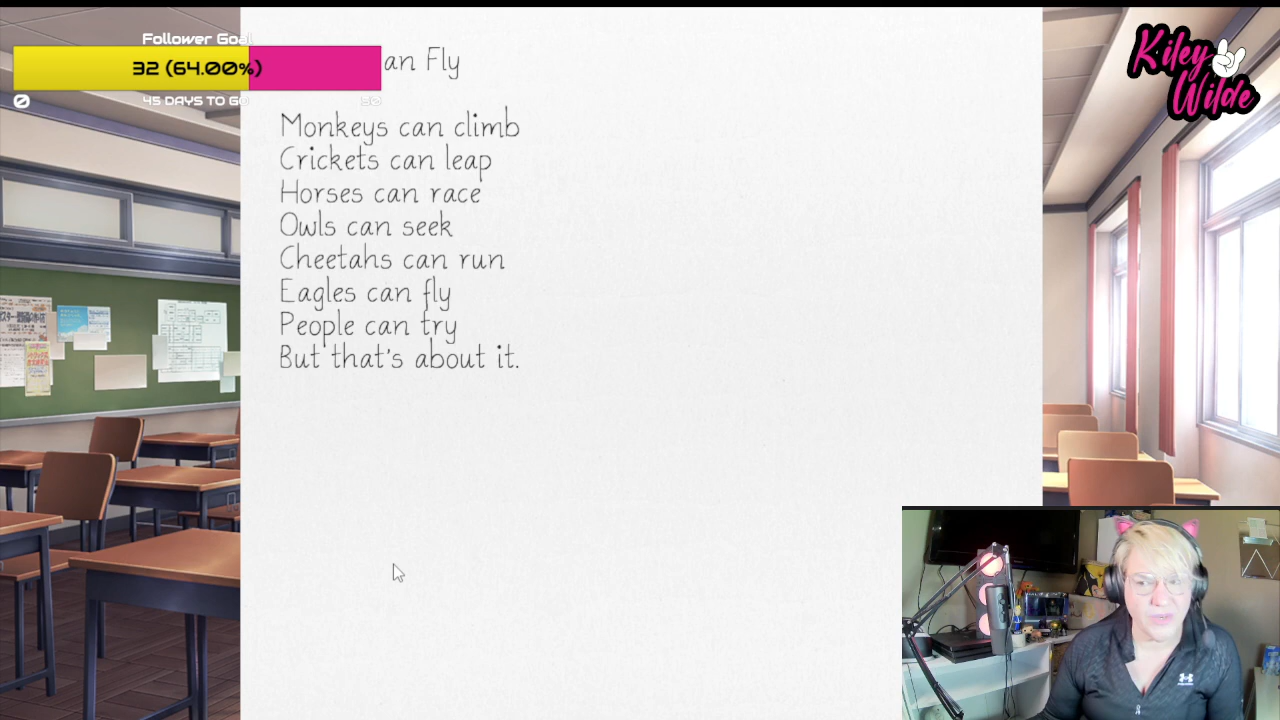 Follower Goal
32 (64.00%)
0
45 DAYS TO GO
50
an Fly
Monkeys can climb
Crickets can leap
Horses can race
Owls can seek
Cheetahs can run
Eagles can fly
People can try
But that's about it.
Kiley
Wilde